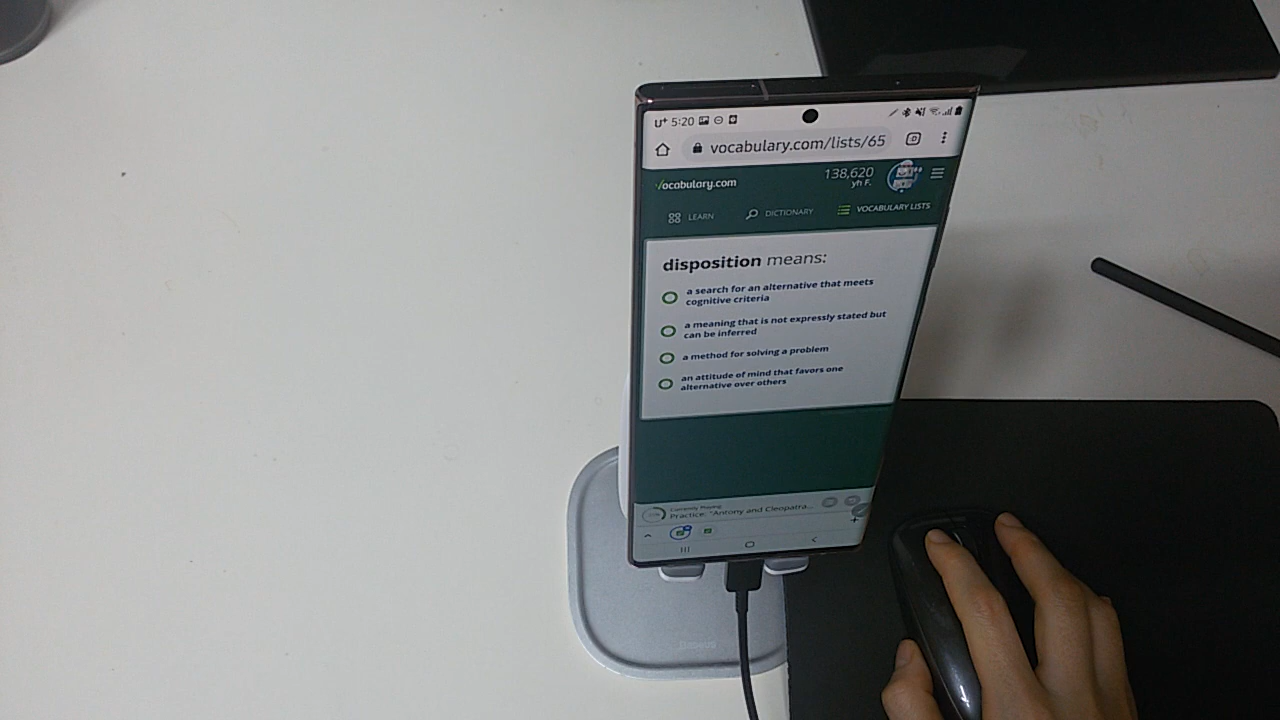 U+ 5:20
vocabulary.com/lists/65
Vocabulary.com
138,620
yh F.
LEARN
DICTIONARY
VOCABULARY LISTS
disposition means:
a search for an alternative that meets
cognitive criteria
a meaning that is not expressly stated but
can be inferred
a method for solving a problem
an attitude of mind that favors one
alternative over others
Currently Playing
Practice: "Antony and Cleopatra...
Baseus